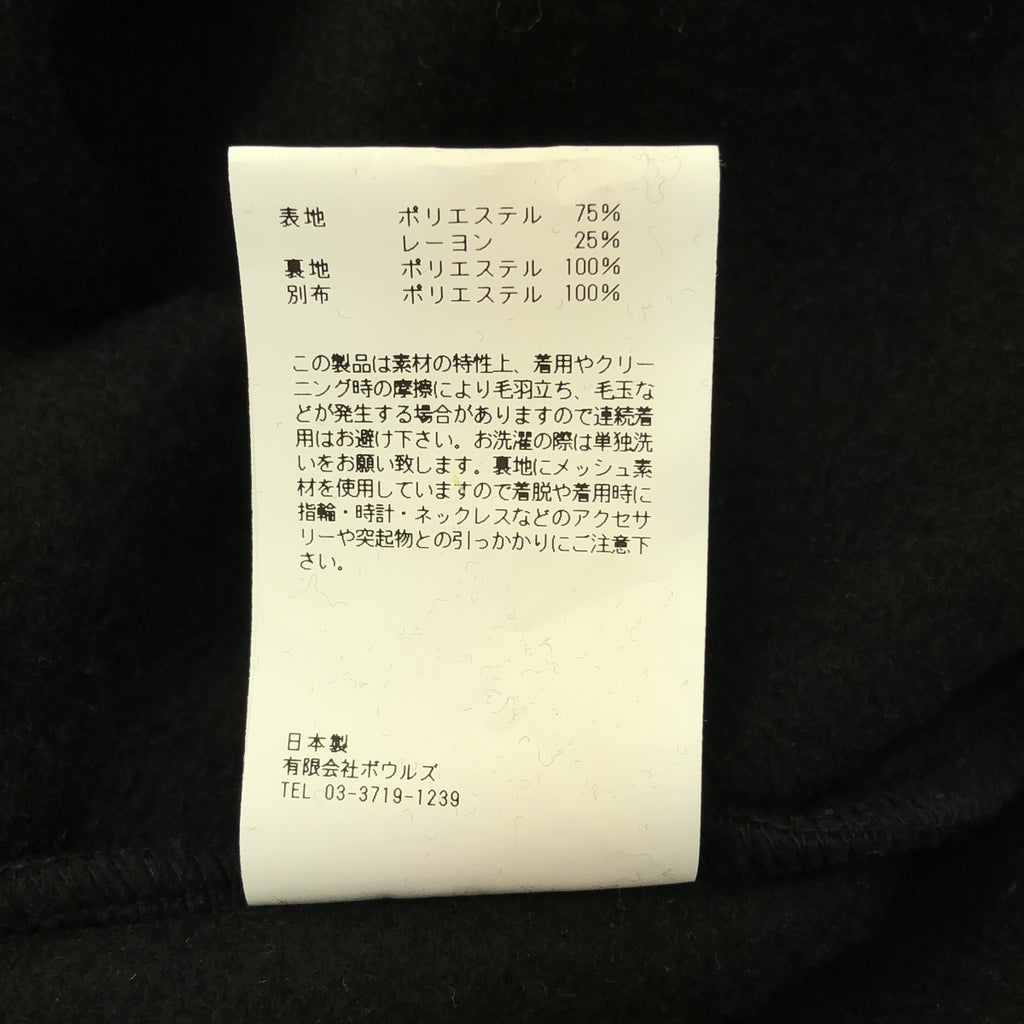 表地 ポリエステル 75%
レーヨン 25%
裏地 ポリエステル 100%
別布 ポリエステル 100%
この製品は素材の特性上、着用やクリー
ニング時の摩擦により毛羽立ち、毛玉な
どが発生する場合がありますので連続着
用はお避け下さい。お洗濯の際は単独洗
いをお願い致します。裏地にメッシュ素
材を使用していますので着脱や着用時に
指輪・時計・ネックレスなどのアクセサ
リーや突起物との引っかかりにご注意下
さい。
日本製
有限会社ボウルズ
TEL 03-3719-1239